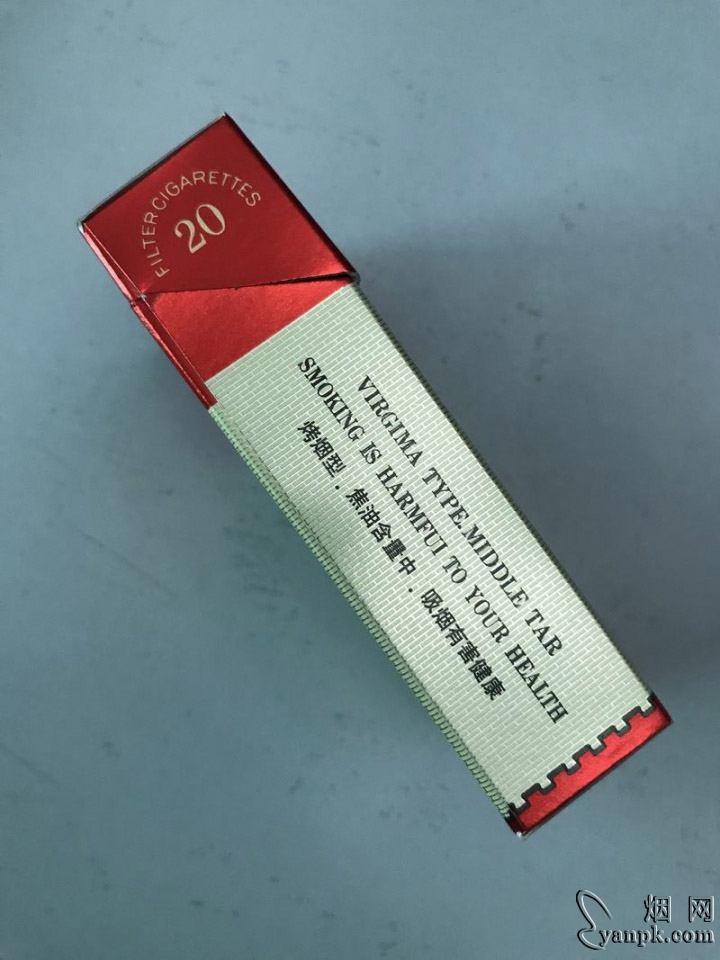 FILTER CIGARETTES
20
VIRGIMA TYPE.MIDDLE TAR
SMOKING IS HARMFUI TO YOUR HEALTH
烤烟型．焦油含量中．吸烟有害健康
烟网
yanpk.com